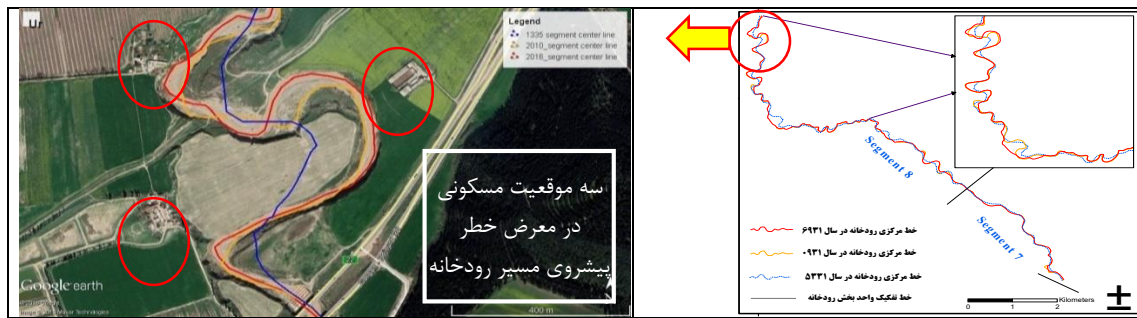 Legend
1335 segment center line
2010_segment center line
2016_segment center line
سه موقعیت مسکونی
در معرض خطر
پیشروی مسیر رودخانه
Google earth
400 m
Segment 8
Segment 7
خط مرکزی رودخانه در سال ۶۹۳۱
خط مرکزی رودخانه در سال ۰۹۳۱
خط مرکزی رودخانه در سال ۵۳۳۱
خط تفکیک واحد بخش رودخانه
Kilometers
0 1 2